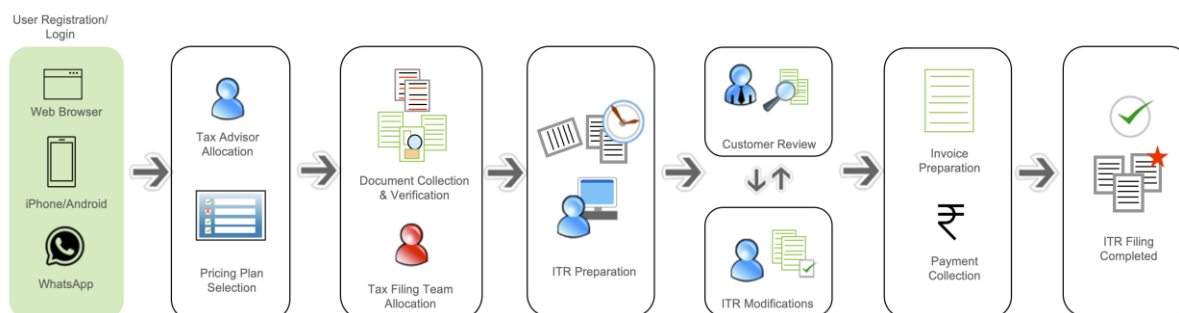 User Registration/
Login
Web Browser
iPhone/Android
WhatsApp
Tax Advisor
Allocation
Pricing Plan
Selection
Document Collection
& Verification
Tax Filing Team
Allocation
ITR Preparation
Customer Review
ITR Modifications
Invoice
Preparation
₹
Payment
Collection
ITR Filing
Completed